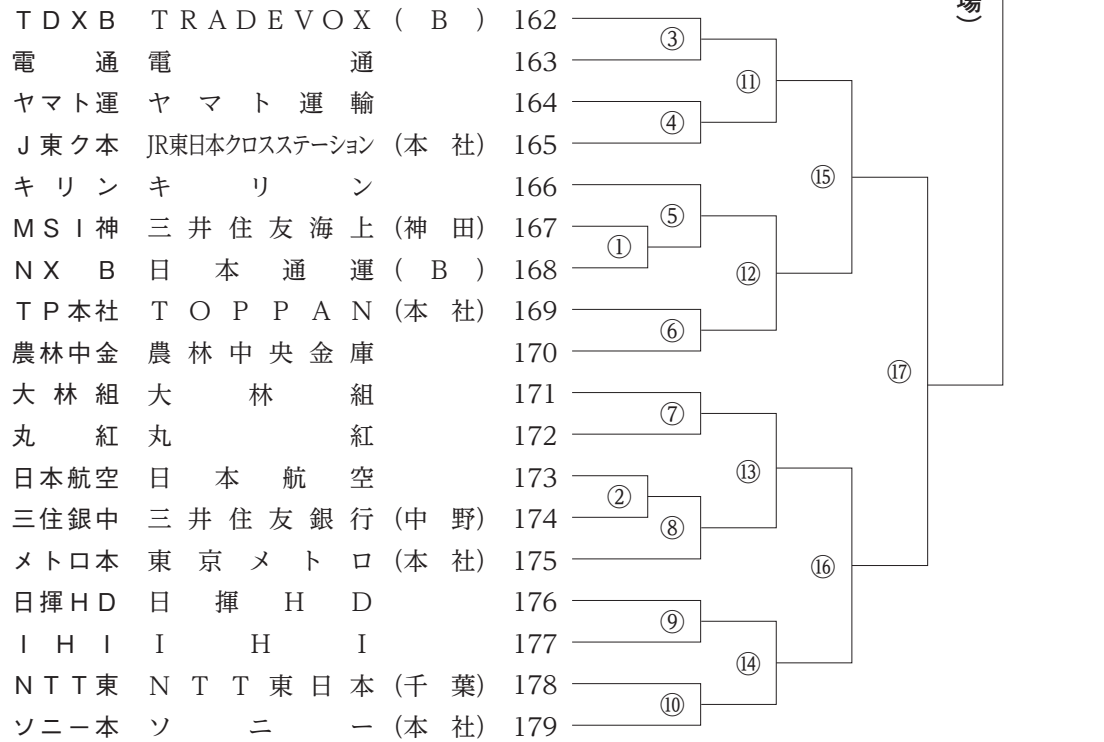 場）
ＴＤＸＢ ＴＲＡＤＥＶＯＸ（Ｂ） 162
電通 電通 163
ヤマト運 ヤマト運輸 164
Ｊ東ク本 JR東日本クロスステーション（本社） 165
キリン キリン 166
ＭＳＩ神 三井住友海上（神田） 167
ＮＸＢ 日本通運（Ｂ） 168
ＴＰ本社 ＴＯＰＰＡＮ（本社） 169
農林中金 農林中央金庫 170
大林組 大林組 171
丸紅 丸紅 172
日本航空 日本航空 173
三住銀中 三井住友銀行（中野） 174
メトロ本 東京メトロ（本社） 175
日揮ＨＤ 日揮ＨＤ 176
ＩＨＩ ＩＨＩ 177
ＮＴＴ東 ＮＴＴ東日本（千葉） 178
ソニー本 ソニー（本社） 179
③
⑪
④
⑮
⑤
①
⑫
⑥
⑰
⑦
⑬
②
⑧
⑯
⑨
⑭
⑩